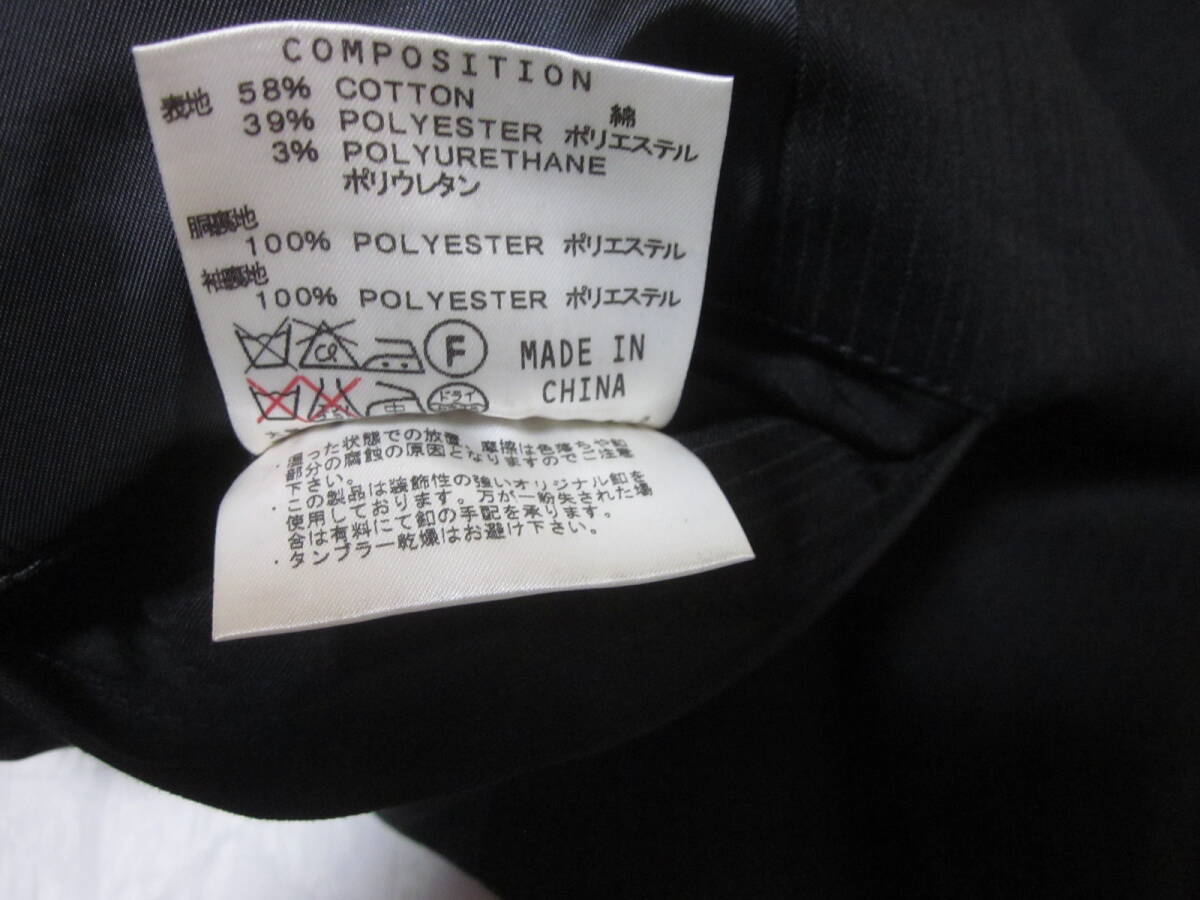 COMPOSITION
表地 58% COTTON 綿
39% POLYESTER ポリエステル
3% POLYURETHANE
ポリウレタン
胴裏地
100% POLYESTER ポリエステル
袖裏地
100% POLYESTER ポリエステル
Cℓ F MADE IN
CHINA
中 ドライ
・湿った状態での放置、摩擦は色落ちや釦
部分の腐蝕の原因となりますのでご注意
下さい。
・この製品は装飾性の強いオリジナル釦を
使用しております。万が一紛失された場
合は有料にて釦の手配を承ります。
・タンブラー乾燥はお避け下さい。